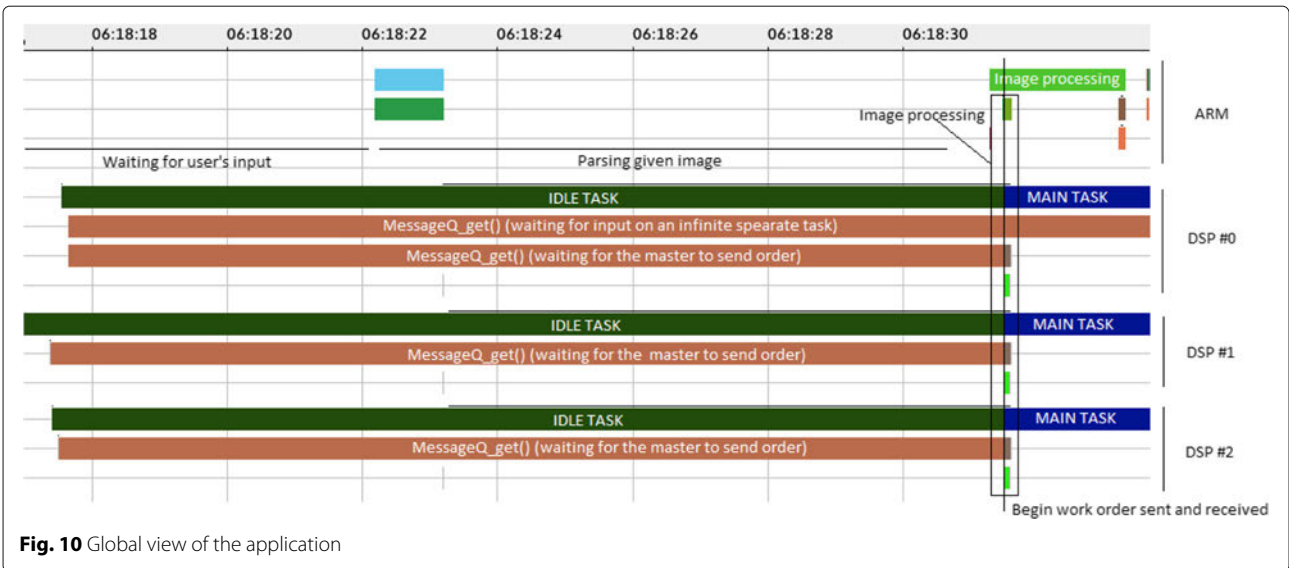 06:18:18 06:18:20 06:18:22 06:18:24 06:18:26 06:18:28 06:18:30
Image processing
Image processing
ARM
Waiting for user's input
Parsing given image
IDLE TASK
MAIN TASK
MessageQ_get() (waiting for input on an infinite spearate task)
DSP #0
MessageQ_get() (waiting for the master to send order)
IDLE TASK
MAIN TASK
MessageQ_get() (waiting for the master to send order)
DSP #1
IDLE TASK
MAIN TASK
MessageQ_get() (waiting for the master to send order)
DSP #2
Begin work order sent and received
Fig. 10 Global view of the application